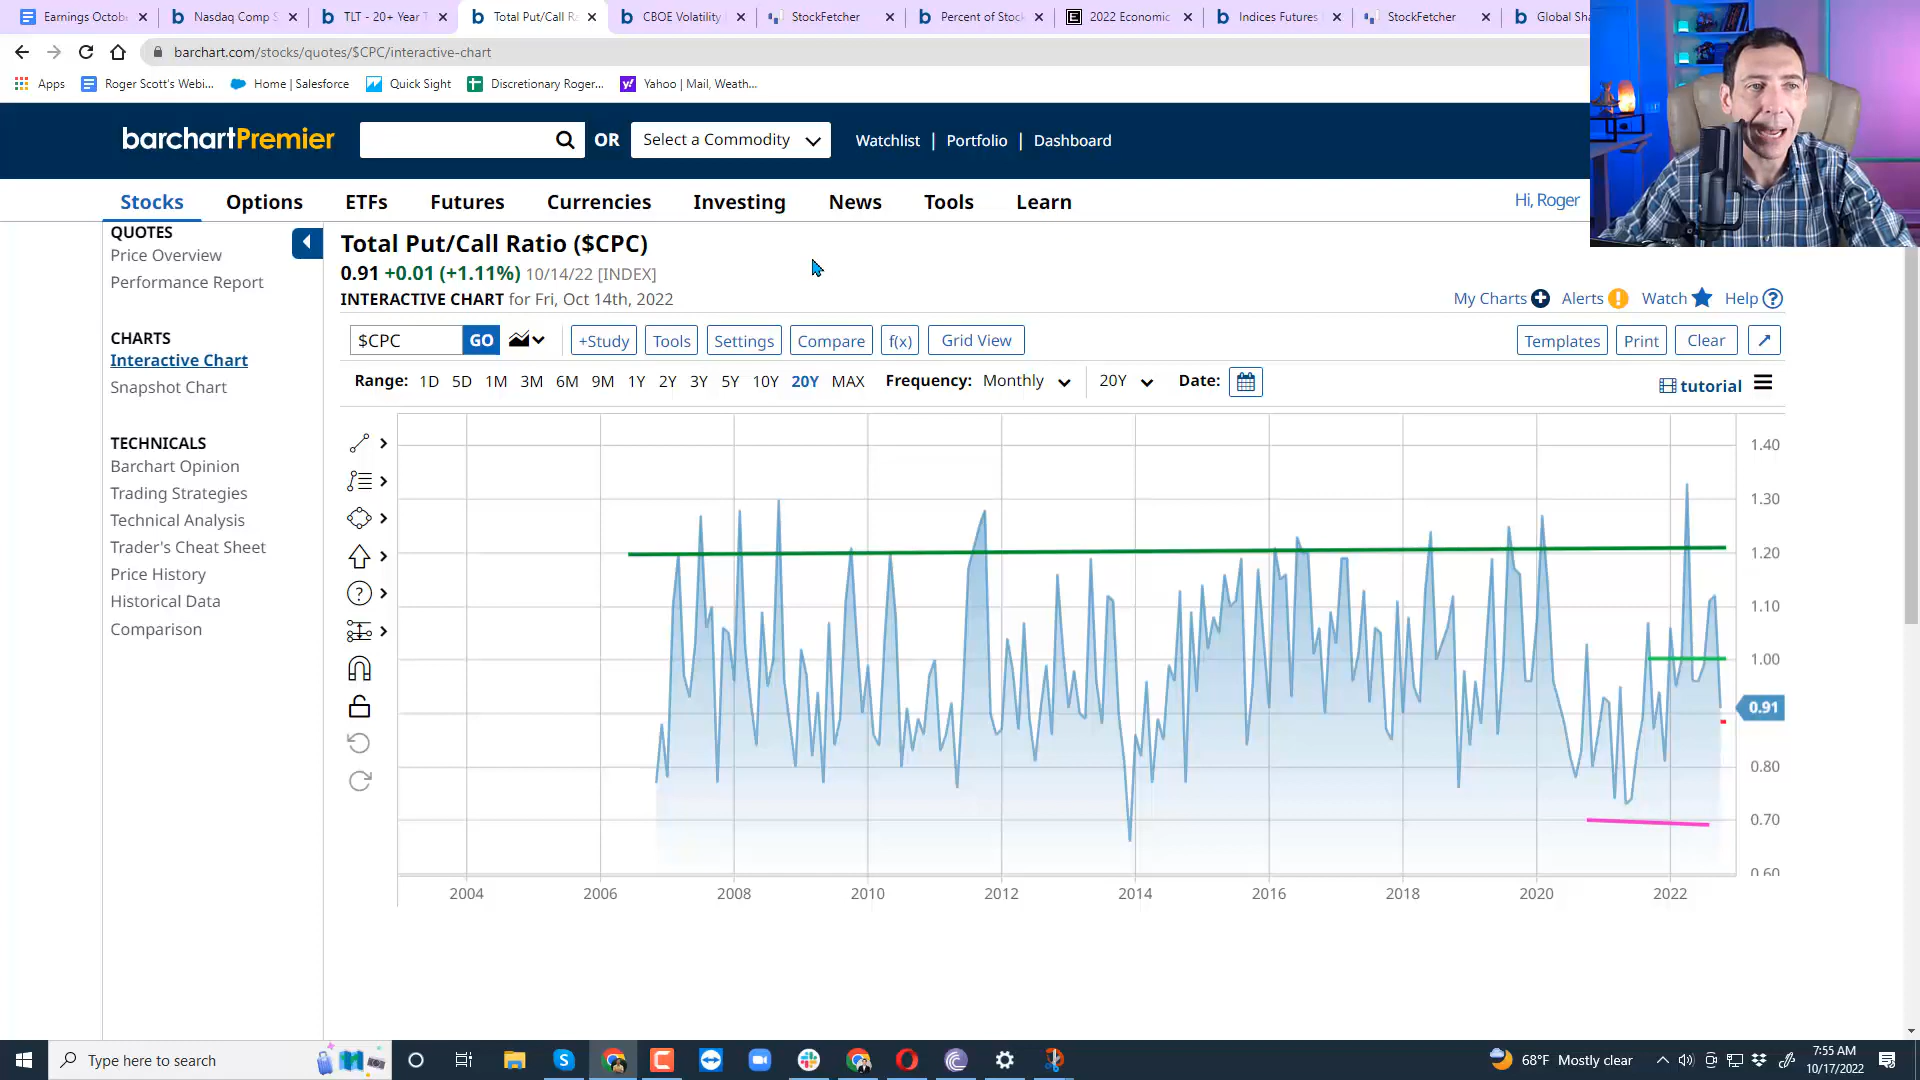 Earnings Octobe
Nasdaq Comp S
TLT - 20+ Year T
Total Put/Call R
CBOE Volatility
StockFetcher
Percent of Stoc
2022 Economic
Indices Futures
StockFetcher
Global Sh
barchart.com/stocks/quotes/$CPC/interactive-chart
Apps
Roger Scott's Webi...
Home | Salesforce
Quick Sight
Discretionary Roger...
Yahoo | Mail, Weath...
barchartPremier
OR
Select a Commodity
Watchlist | Portfolio | Dashboard
Stocks
Options
ETFs
Futures
Currencies
Investing
News
Tools
Learn
Hi, Roger
QUOTES
Price Overview
Performance Report
CHARTS
Interactive Chart
Snapshot Chart
TECHNICALS
Barchart Opinion
Trading Strategies
Technical Analysis
Trader's Cheat Sheet
Price History
Historical Data
Comparison
Total Put/Call Ratio ($CPC)
0.91 +0.01 (+1.11%) 10/14/22 [INDEX]
INTERACTIVE CHART for Fri, Oct 14th, 2022
My Charts
Alerts
Watch
Help
$CPC
GO
+Study
Tools
Settings
Compare
f(x)
Grid View
Templates
Print
Clear
Range: 1D 5D 1M 3M 6M 9M 1Y 2Y 3Y 5Y 10Y 20Y MAX
Frequency: Monthly
20Y
Date:
tutorial
1.40
1.30
1.20
1.10
1.00
0.91
0.80
0.70
0.60
2004
2006
2008
2010
2012
2014
2016
2018
2020
2022
Type here to search
68°F Mostly clear
7:55 AM
10/17/2022